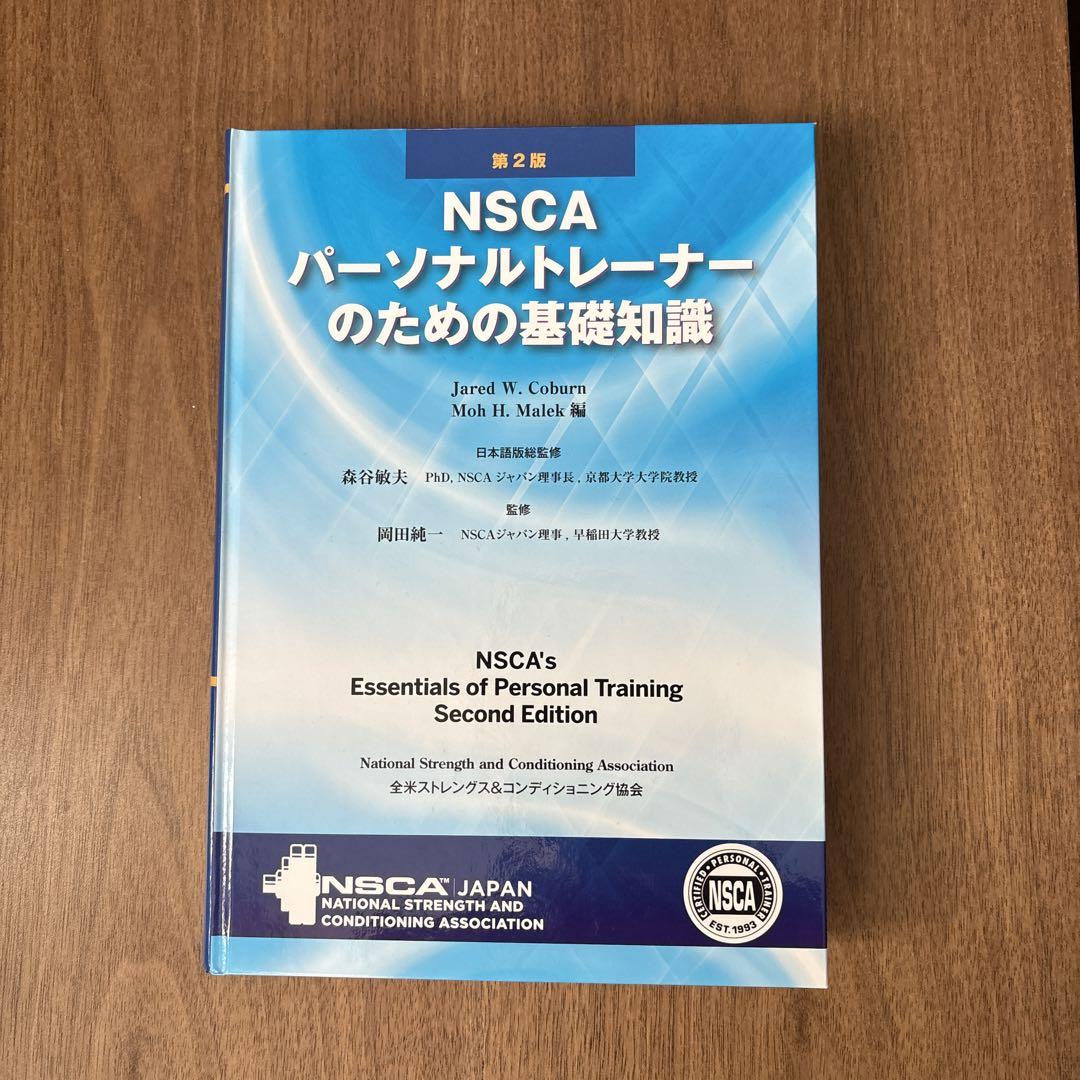 第2版
NSCA
パーソナルトレーナー
のための基礎知識
Jared W. Coburn
Moh H. Malek 編
日本語版総監修
森谷敏夫 PhD, NSCA ジャパン理事長, 京都大学大学院教授
監修
岡田純一 NSCAジャパン理事, 早稲田大学教授
NSCA's
Essentials of Personal Training
Second Edition
National Strength and Conditioning Association
全米ストレングス&コンディショニング協会
NSCA™ JAPAN
NATIONAL STRENGTH AND
CONDITIONING ASSOCIATION
CERTIFIED • PERSONAL • TRAINER
NSCA
EST. 1993